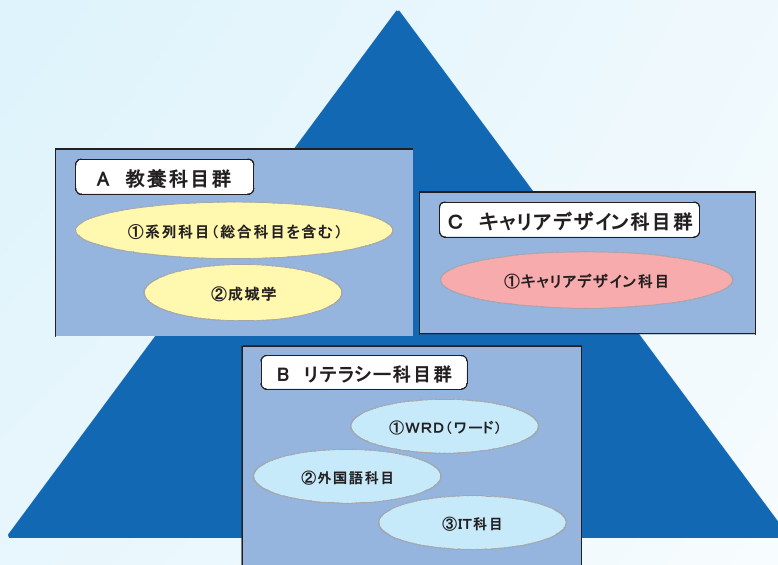 A 教養科目群
①系列科目（総合科目を含む）
②成城学
C キャリアデザイン科目群
①キャリアデザイン科目
B リテラシー科目群
①WRD（ワード）
②外国語科目
③IT科目